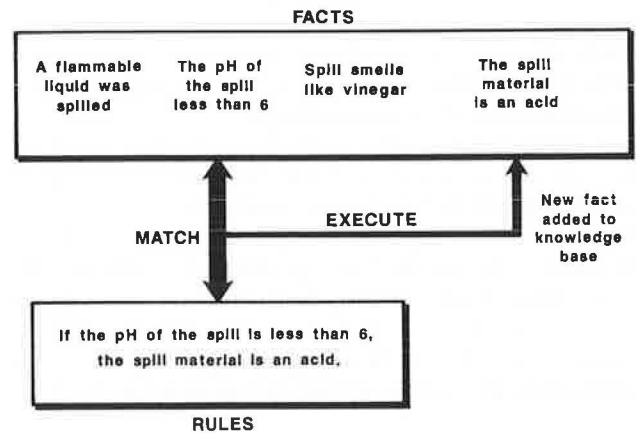 FACTS
A flammable
liquid was
spilled
The pH of
the spill
less than 6
Spill smells
like vinegar
The spill
material
is an acid
MATCH
EXECUTE
New fact
added to
knowledge
base
If the pH of the spill is less than 6,
the spill material is an acid.
RULES